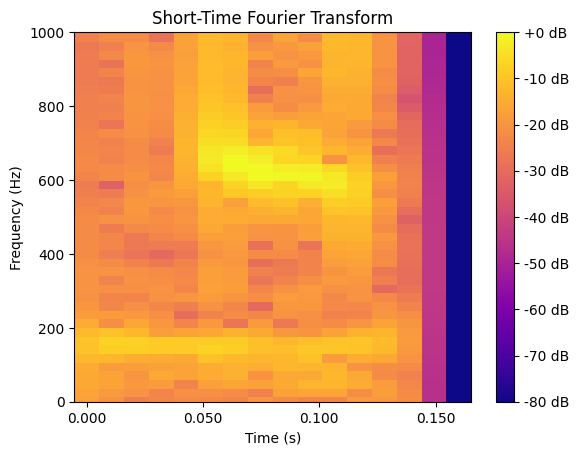 Short-Time Fourier Transform
1000
800
600
400
200
0
Frequency (Hz)
0.000
0.050
0.100
0.150
Time (s)
+0 dB
-10 dB
-20 dB
-30 dB
-40 dB
-50 dB
-60 dB
-70 dB
-80 dB